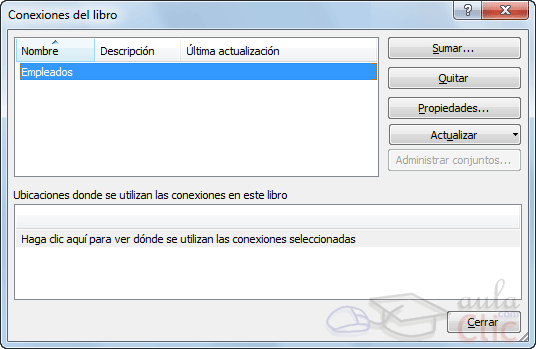 Conexiones del libro
Nombre Descripción Última actualización
Empleados
Sumar...
Quitar
Propiedades...
Actualizar
Administrar conjuntos...
Ubicaciones donde se utilizan las conexiones en este libro
Haga clic aquí para ver dónde se utilizan las conexiones seleccionadas
aula
.com
Clic
Cerrar